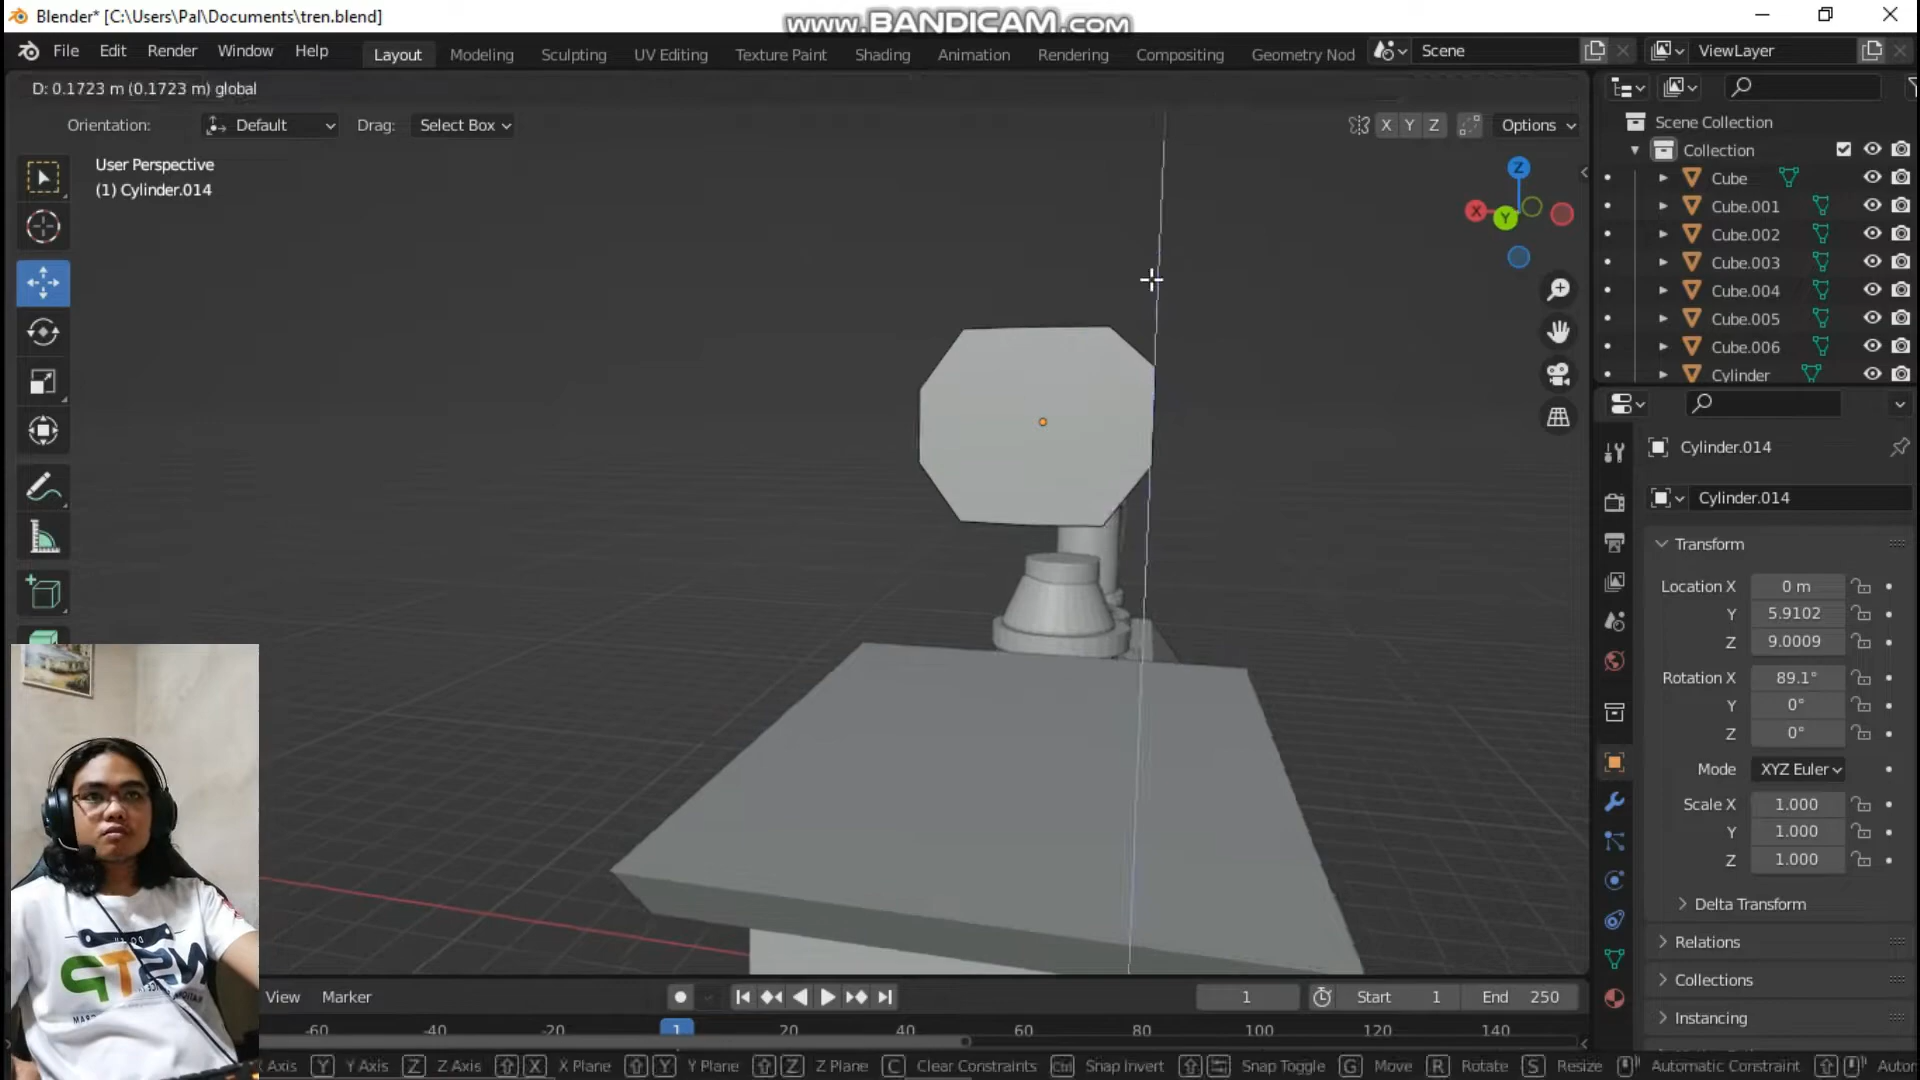 Blender* [C:\Users\Pal\Documents\tren.blend]
www.BANDICAM.com
File Edit Render Window Help
Layout Modeling Sculpting UV Editing Texture Paint Shading Animation Rendering Compositing Geometry Nod
Scene
ViewLayer
D: 0.1723 m (0.1723 m) global
Orientation: Default Drag: Select Box
X Y Z Options
User Perspective
(1) Cylinder.014
Z
X
Y
Scene Collection
Collection
Cube
Cube.001
Cube.002
Cube.003
Cube.004
Cube.005
Cube.006
Cylinder
Cylinder.014
Cylinder.014
Transform
Location X 0 m
Y 5.9102
Z 9.0009
Rotation X 89.1°
Y 0°
Z 0°
Mode XYZ Euler
Scale X 1.000
Y 1.000
Z 1.000
Delta Transform
Relations
Collections
Instancing
View Marker
1 Start 1 End 250
-60 -40 -20 1 20 40 60 80 100 120 140
Axis Y Y Axis Z Z Axis X X Plane Y Y Plane Z Z Plane C Clear Constraints Ctrl Snap Invert Snap Toggle G Move R Rotate S Resize Automatic Constraint
NSTP